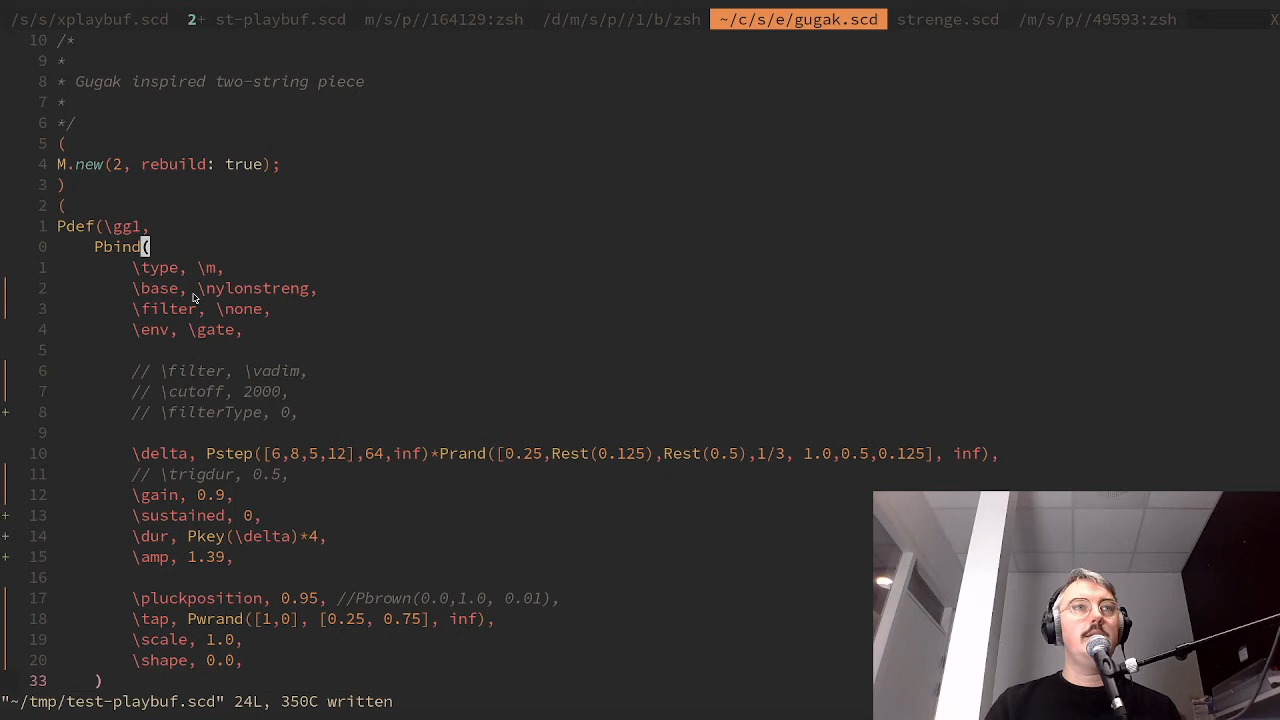 /s/s/xplaybuf.scd 2+ st-playbuf.scd m/s/p//164129:zsh /d/m/s/p//1/b/zsh ~/c/s/e/gugak.scd strenge.scd /m/s/p//49593:zsh X
10 /*
9 *
8 * Gugak inspired two-string piece
7 *
6 */
5 (
4 M.new(2, rebuild: true);
3 )
2 (
1 Pdef(\gg1,
0 Pbind(
1 \type, \m,
2 \base, \nylonstreng,
3 \filter, \none,
4 \env, \gate,
5
6 // \filter, \vadim,
7 // \cutoff, 2000,
+ 8 // \filterType, 0,
9
10 \delta, Pstep([6,8,5,12],64,inf)*Prand([0.25,Rest(0.125),Rest(0.5),1/3, 1.0,0.5,0.125], inf),
11 // \trigdur, 0.5,
12 \gain, 0.9,
+ 13 \sustained, 0,
+ 14 \dur, Pkey(\delta)*4,
+ 15 \amp, 1.39,
16
17 \pluckposition, 0.95, //Pbrown(0.0,1.0, 0.01),
18 \tap, Pwrand([1,0], [0.25, 0.75], inf),
19 \scale, 1.0,
20 \shape, 0.0,
33 )
"~/tmp/test-playbuf.scd" 24L, 350C written